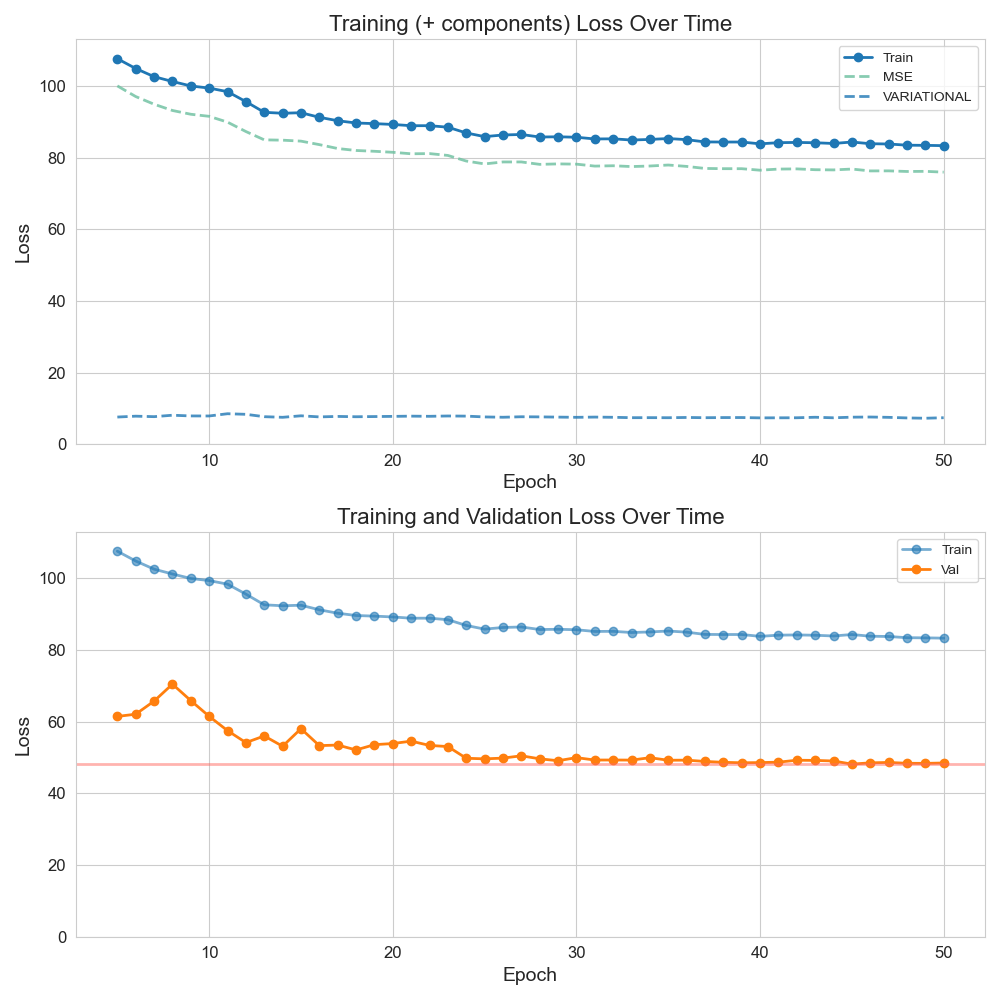 Training (+ components) Loss Over Time
Train
MSE
VARIATIONAL
Loss
100
80
60
40
20
0
10 20 30 40 50
Epoch
Training and Validation Loss Over Time
Train
Val
Loss
100
80
60
40
20
0
10 20 30 40 50
Epoch